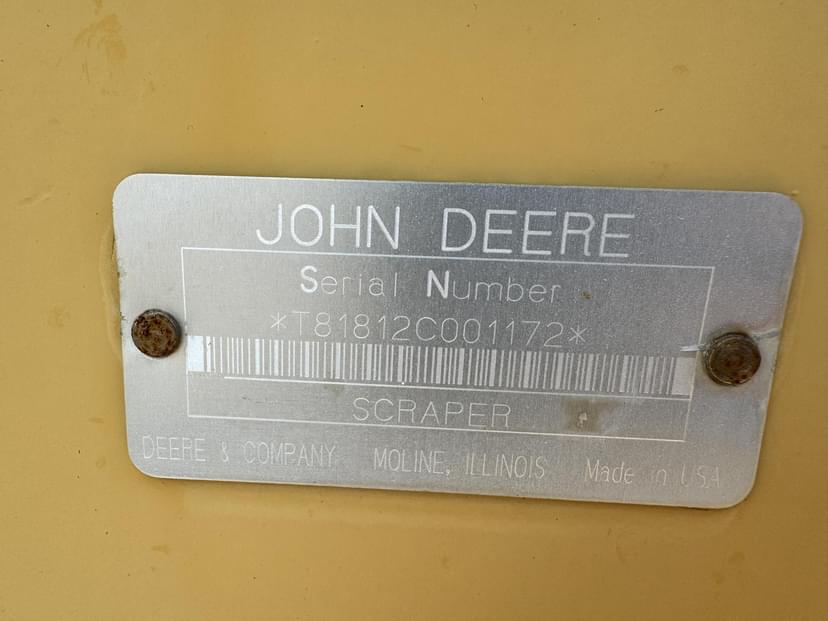 JOHN DEERE
Serial Number
*T81812C001172*
SCRAPER
DEERE & COMPANY MOLINE, ILLINOIS Made in USA